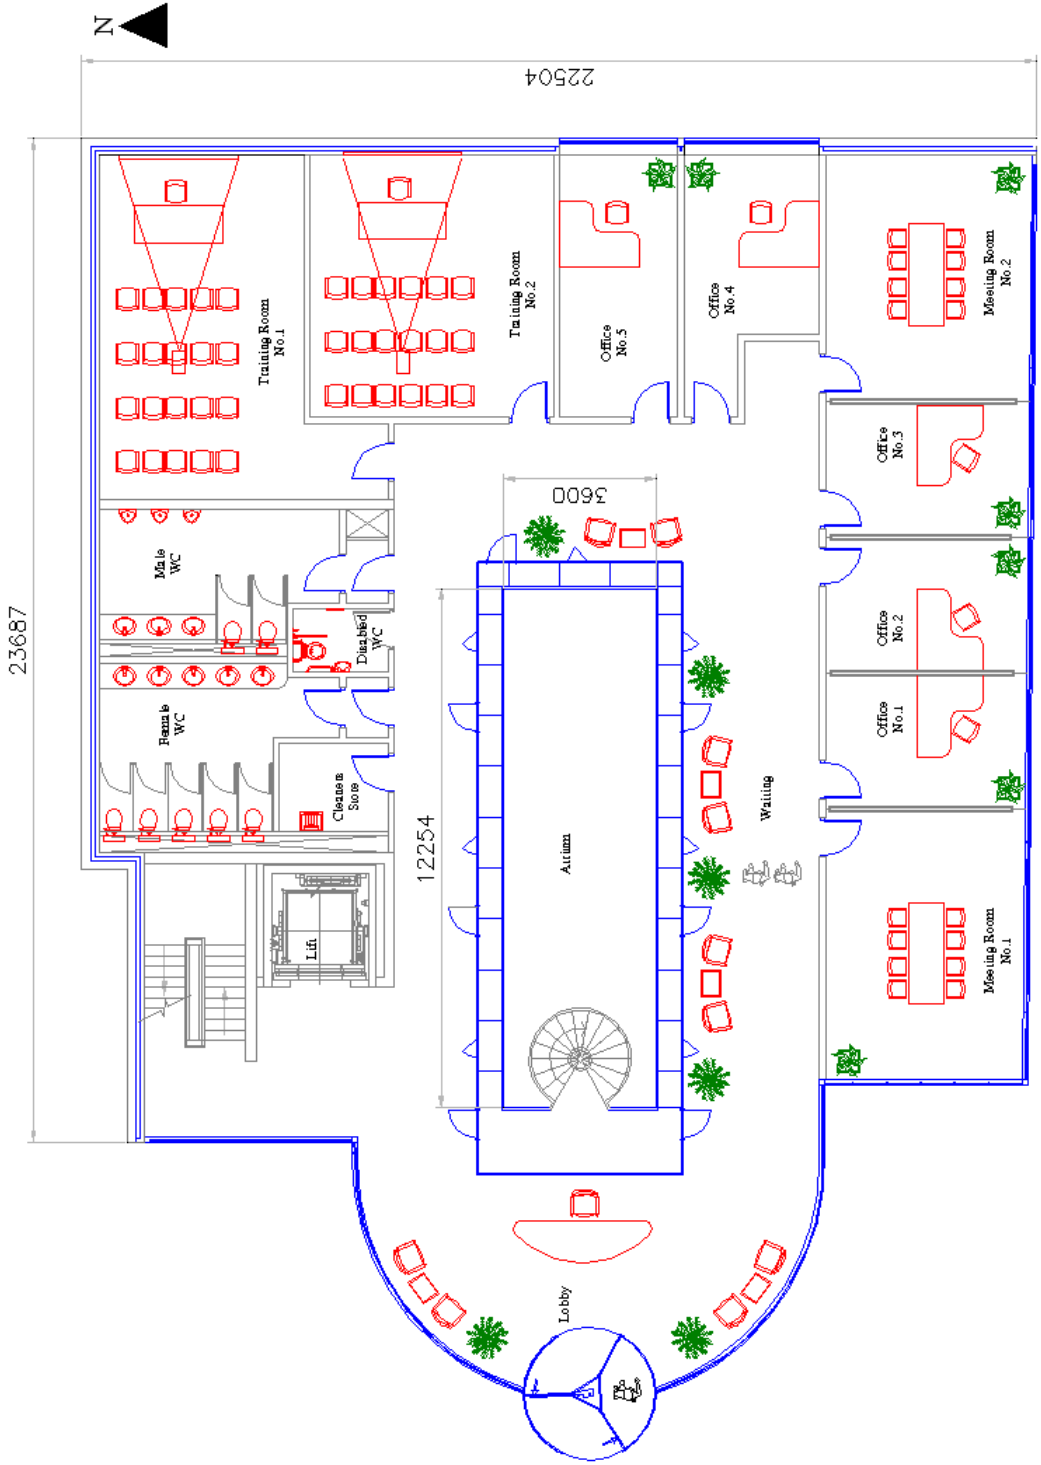 N
22504
23687
Training Room
No.1
Training Room
No.2
Office
No.5
Office
No.4
Meeting Room
No.2
Office
No.3
3600
Male
WC
Disabled
WC
Office
No.2
Female
WC
Office
No.1
Cleaners
Store
12254
Atrium
Waiting
Lift
Meeting Room
No.1
Lobby